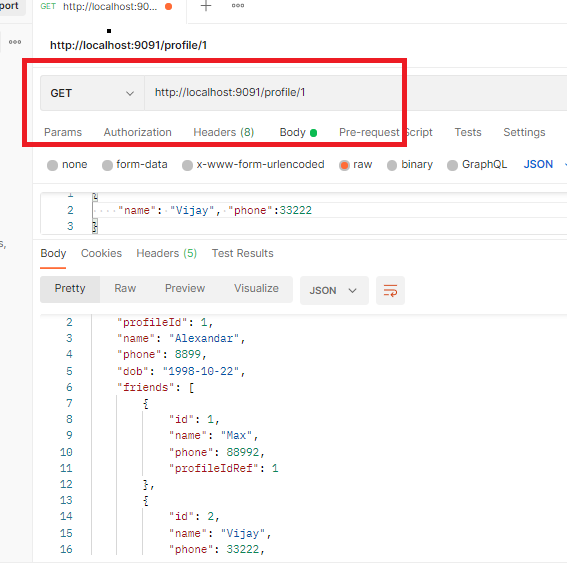 port
GET http://localhost:90...
http://localhost:9091/profile/1
GET http://localhost:9091/profile/1
Params Authorization Headers (8) Body Pre-request Script Tests Settings
none form-data x-www-form-urlencoded raw binary GraphQL JSON
1 {
2 "name": "Vijay", "phone":33222
3 }
s,
Body Cookies Headers (5) Test Results
Pretty Raw Preview Visualize JSON
2 "profileId": 1,
3 "name": "Alexandar",
4 "phone": 8899,
5 "dob": "1998-10-22",
6 "friends": [
7 {
8 "id": 1,
9 "name": "Max",
10 "phone": 88992,
11 "profileIdRef": 1
12 },
13 {
14 "id": 2,
15 "name": "Vijay",
16 "phone": 33222,